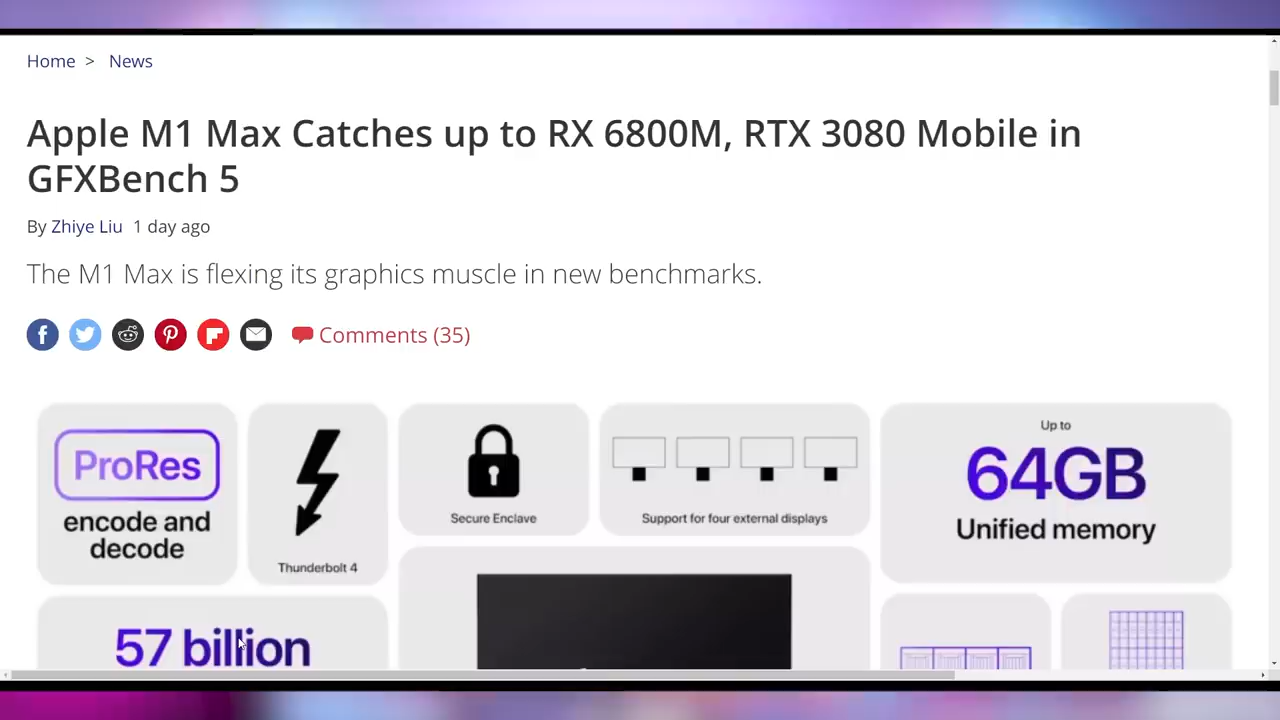 Home > News
Apple M1 Max Catches up to RX 6800M, RTX 3080 Mobile in
GFXBench 5
By Zhiye Liu 1 day ago
The M1 Max is flexing its graphics muscle in new benchmarks.
Comments (35)
ProRes
encode and
decode
Thunderbolt 4
Secure Enclave
Support for four external displays
Up to
64GB
Unified memory
57 billion